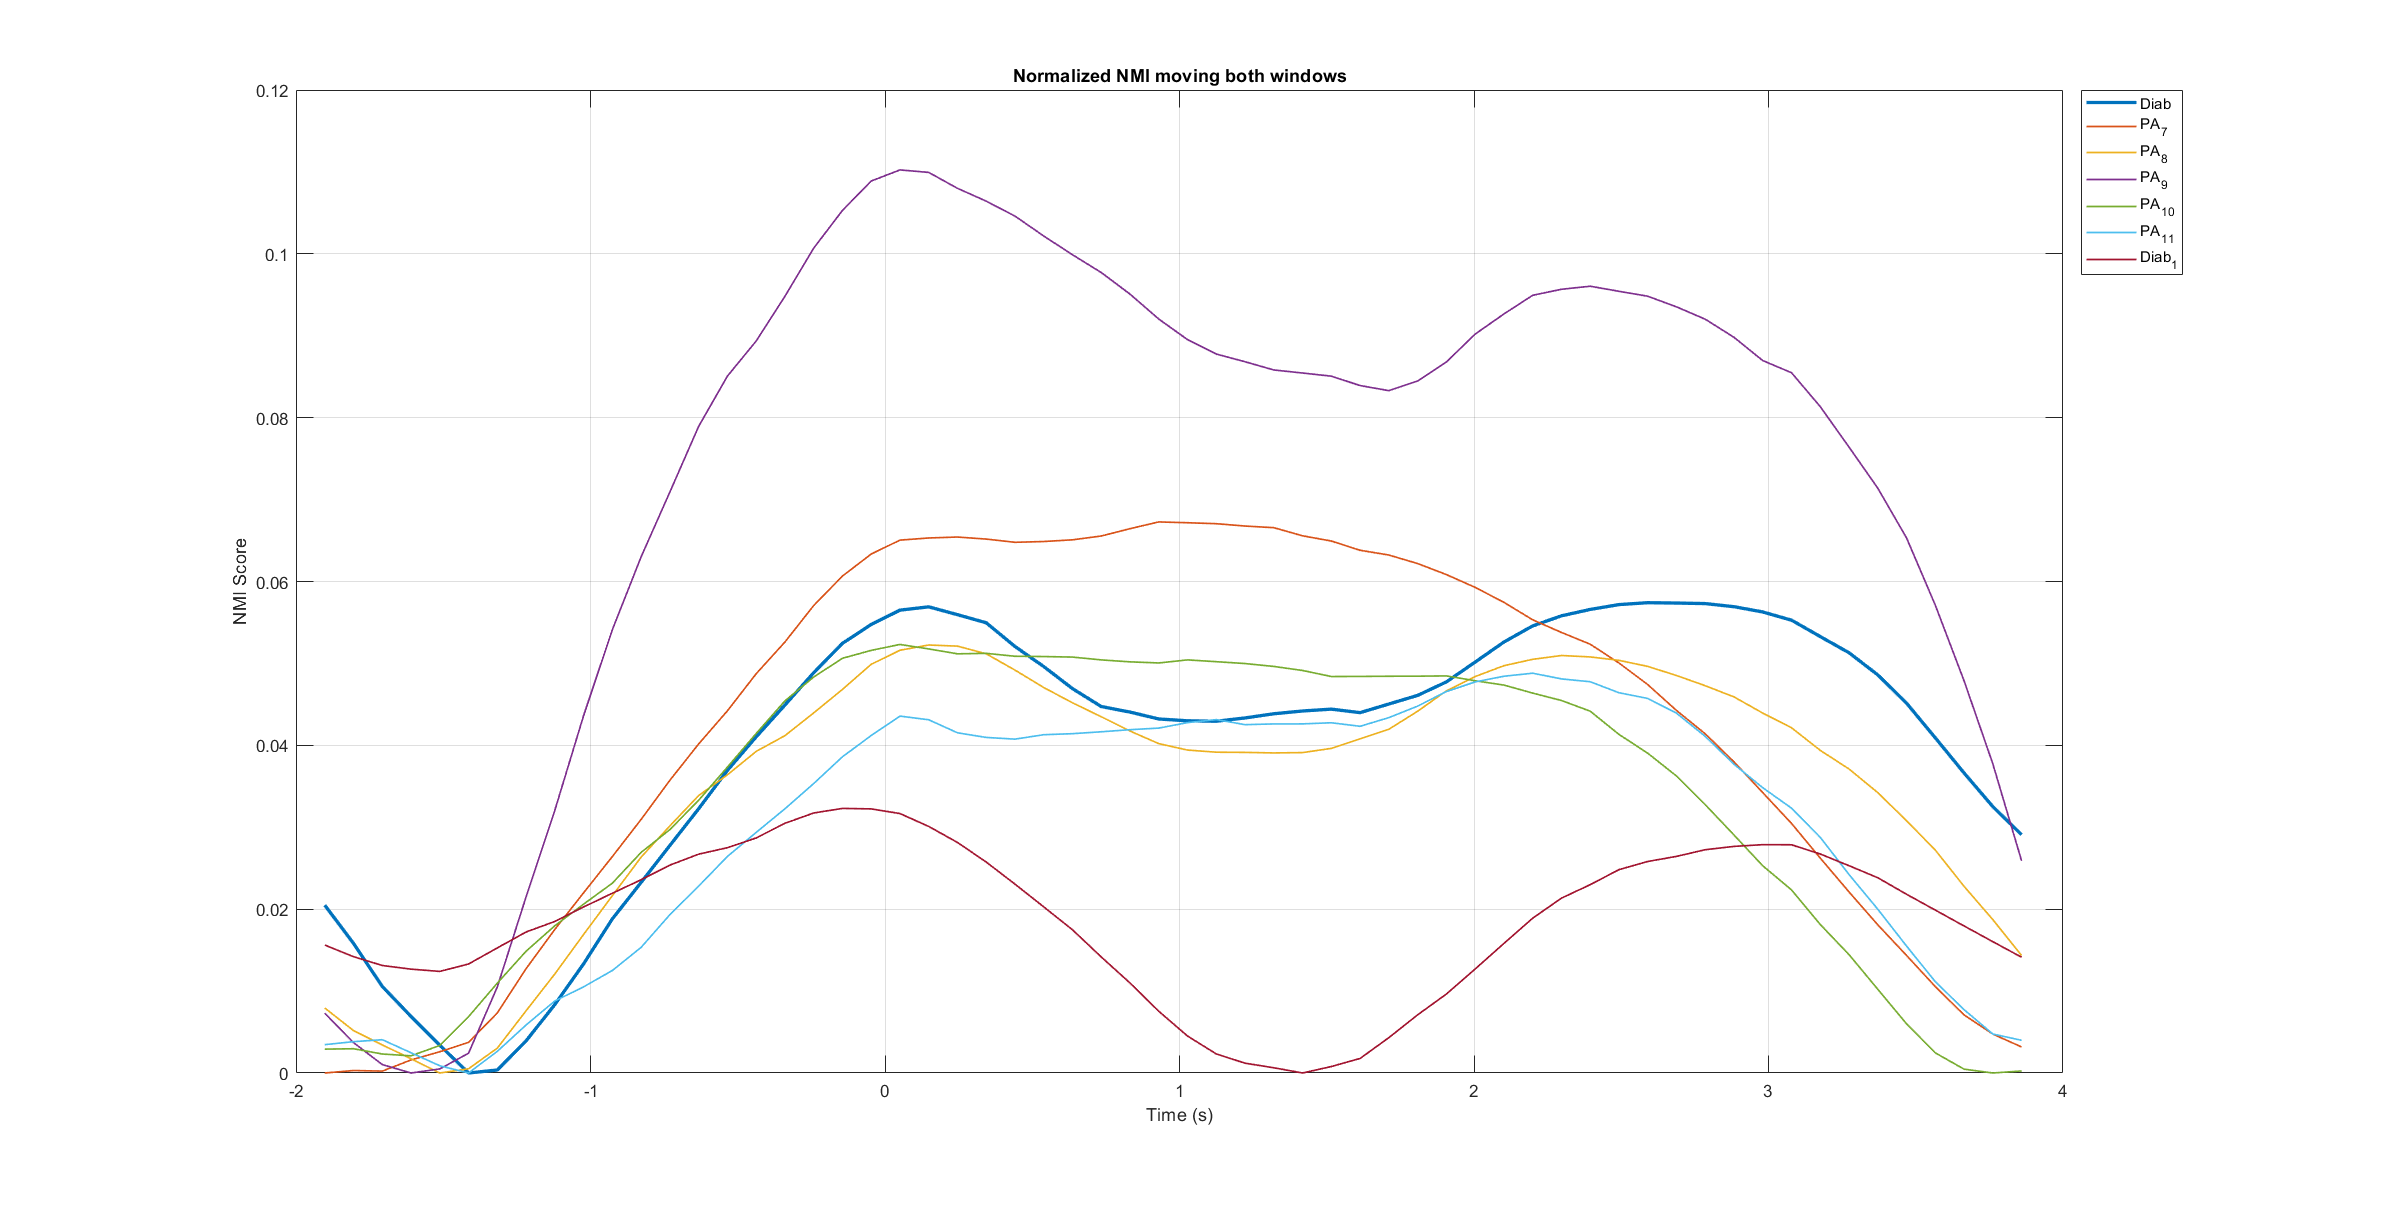 Normalized NMI moving both windows
0.12
0.1
0.08
0.06
0.04
0.02
0
NMI Score
-2 -1 0 1 2 3 4
Time (s)
Diab
PA7
PA8
PA9
PA10
PA11
Diab1